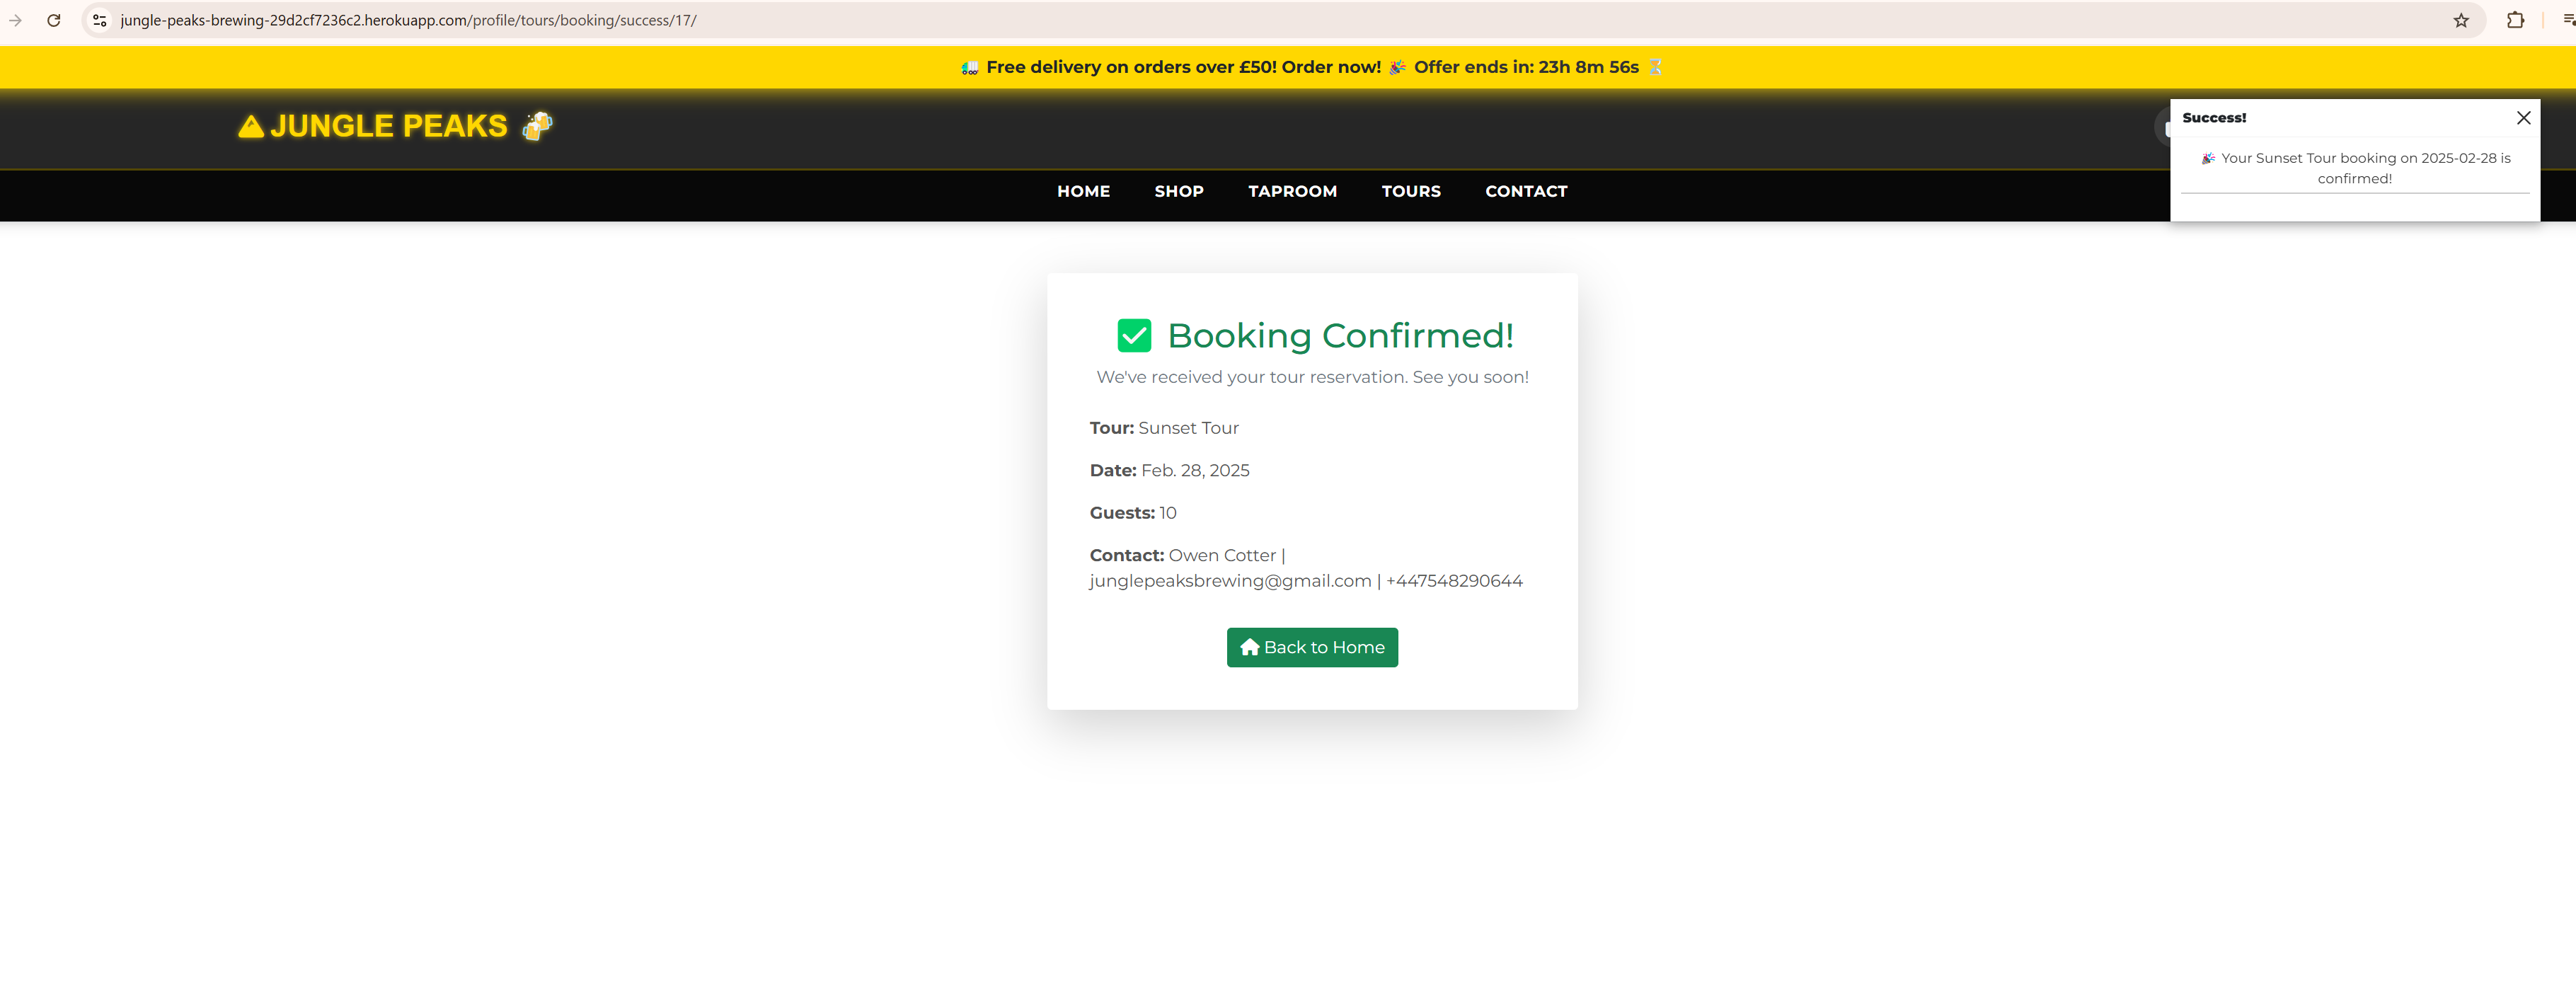 jungle-peaks-brewing-29d2cf7236c2.herokuapp.com/profile/tours/booking/success/17/
🚚 Free delivery on orders over £50! Order now! 🎉 Offer ends in: 23h 8m 56s ⏳
JUNGLE PEAKS 🍻
Success!
🎉 Your Sunset Tour booking on 2025-02-28 is
confirmed!
HOME SHOP TAPROOM TOURS CONTACT
✅ Booking Confirmed!
We've received your tour reservation. See you soon!
Tour: Sunset Tour
Date: Feb. 28, 2025
Guests: 10
Contact: Owen Cotter |
junglepeaksbrewing@gmail.com | +447548290644
Back to Home